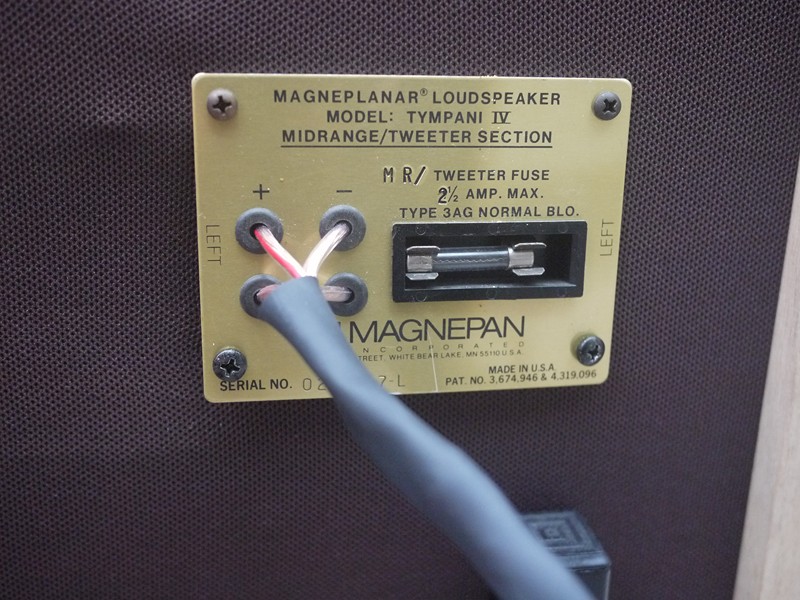 MAGNEPLANAR® LOUDSPEAKER
MODEL: TYMPANI IV
MIDRANGE/TWEETER SECTION
MR/ TWEETER FUSE
2½ AMP. MAX.
TYPE 3AG NORMAL BLO.
+ −
LEFT
LEFT
MAGNEPAN
INCORPORATED
STREET, WHITE BEAR LAKE, MN 55110 U.S.A.
MADE IN U.S.A.
SERIAL NO. 7-L
PAT. NO. 3,674,946 & 4.319.096